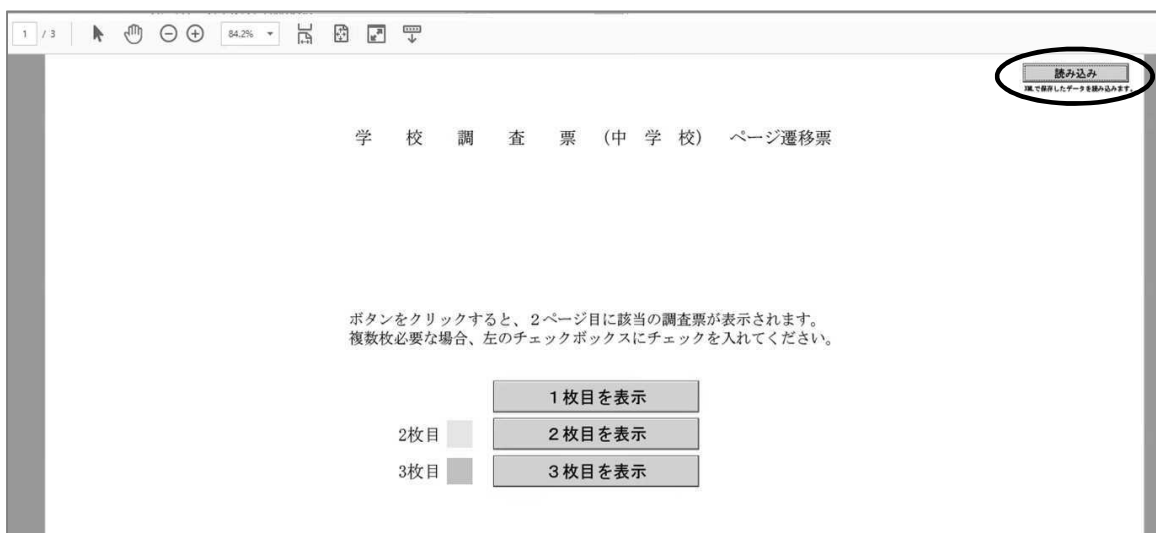 1 / 3
84.2%
読み込み
XMLで保存したデータを読み込みます。
学校調査票(中学校) ページ遷移票
ボタンをクリックすると、2ページ目に該当の調査票が表示されます。
複数枚必要な場合、左のチェックボックスにチェックを入れてください。
1枚目を表示
2枚目 2枚目を表示
3枚目 3枚目を表示